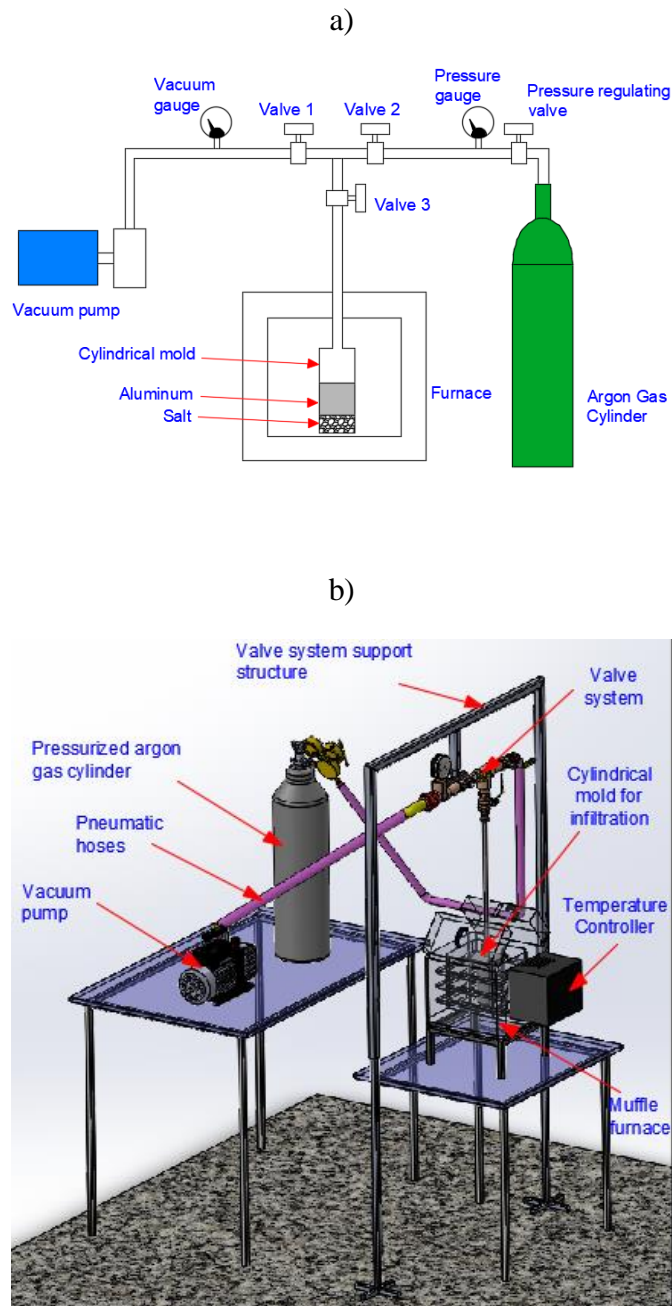 a)
Vacuum
gauge
Valve 1
Valve 2
Pressure
gauge
Pressure regulating
valve
Valve 3
Vacuum pump
Cylindrical mold
Aluminum
Salt
Furnace
Argon Gas
Cylinder
b)
Valve system support
structure
Valve
system
Pressurized argon
gas cylinder
Cylindrical
mold for
infiltration
Pneumatic
hoses
Vacuum
pump
Temperature
Controller
Muffle
furnace